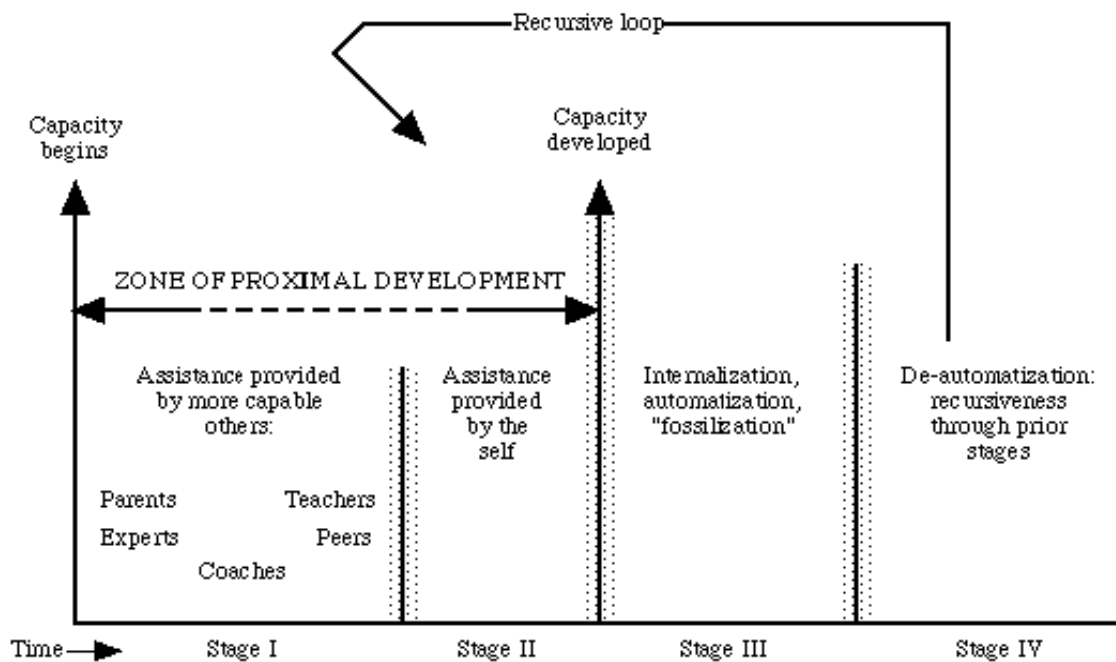 Recursive loop
Capacity
begins
Capacity
developed
ZONE OF PROXIMAL DEVELOPMENT
Assistance provided
by more capable
others:
Parents
Teachers
Experts
Peers
Coaches
Assistance
provided
by the
self
Internalization,
automatization,
"fossilization"
De-automatization:
recursiveness
through prior
stages
Time
Stage I
Stage II
Stage III
Stage IV